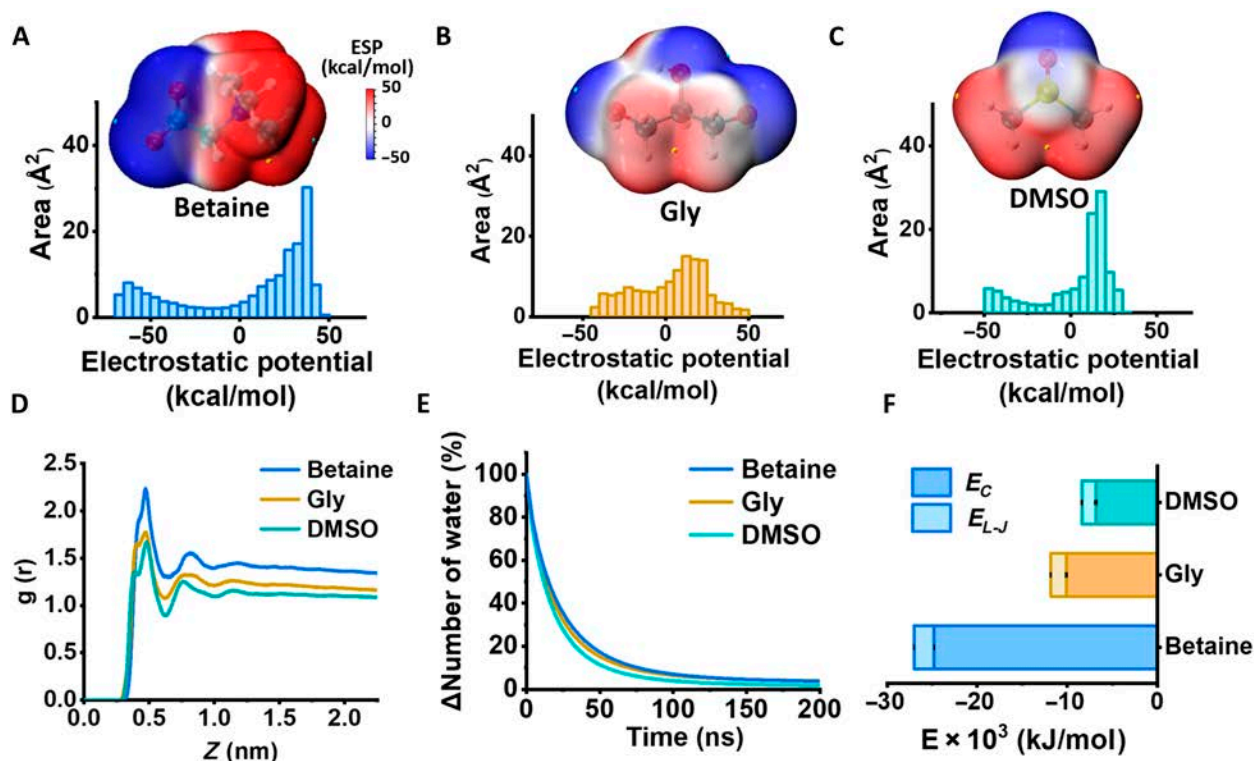 A
ESP
(kcal/mol)
50
−50
Area (Å²)
40
20
0
Betaine
−50
0
50
Electrostatic potential
(kcal/mol)
B
Area (Å²)
40
20
0
Gly
−50
0
50
Electrostatic potential
(kcal/mol)
C
Area (Å²)
40
20
0
DMSO
−50
0
50
Electrostatic potential
(kcal/mol)
D
g (r)
2.5
2.0
1.5
1.0
0.5
0.0
Betaine
Gly
DMSO
0.0
0.5
1.0
1.5
2.0
Z (nm)
E
ΔNumber of water (%)
100
80
60
40
20
0
Betaine
Gly
DMSO
0
50
100
150
200
Time (ns)
F
E_C
E_L-J
DMSO
Gly
Betaine
−30
−20
−10
0
E × 10³ (kJ/mol)